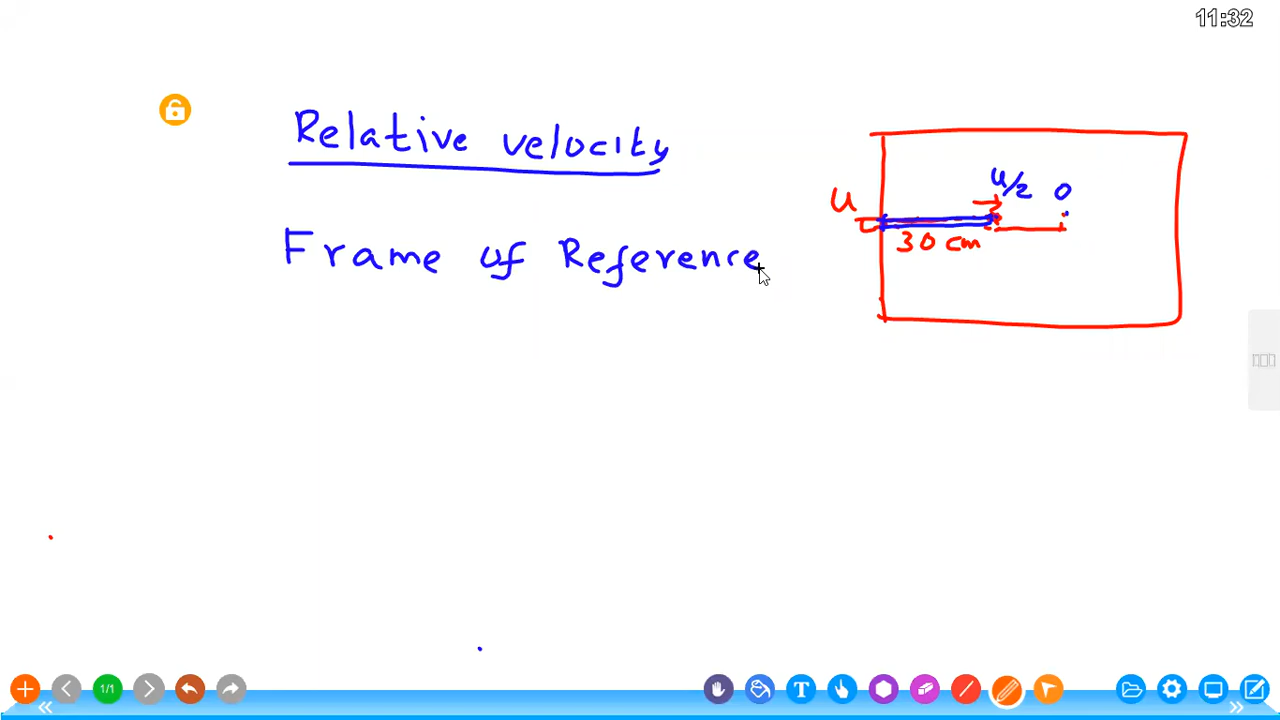 11:32
Relative velocity
u/2 0
u
30 cm
Frame of Reference
1/1
T